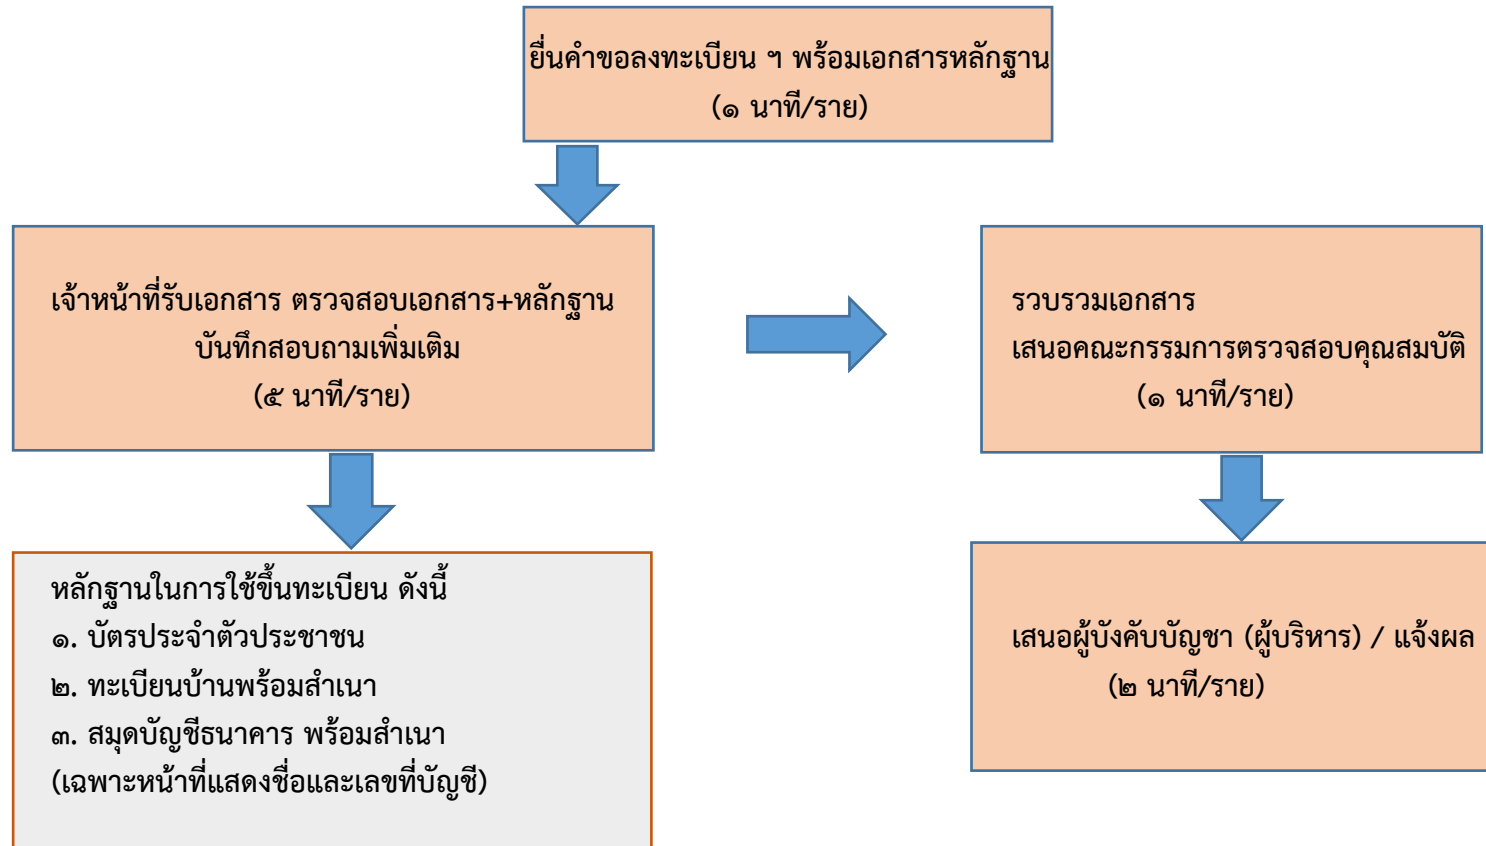 ยื่นคำขอลงทะเบียน ฯ พร้อมเอกสารหลักฐาน
(๑ นาที/ราย)
เจ้าหน้าที่รับเอกสาร ตรวจสอบเอกสาร+หลักฐาน
บันทึกสอบถามเพิ่มเติม
(๕ นาที/ราย)
รวบรวมเอกสาร
เสนอคณะกรรมการตรวจสอบคุณสมบัติ
(๑ นาที/ราย)
หลักฐานในการใช้ขึ้นทะเบียน ดังนี้
๑. บัตรประจำตัวประชาชน
๒. ทะเบียนบ้านพร้อมสำเนา
๓. สมุดบัญชีธนาคาร พร้อมสำเนา
(เฉพาะหน้าที่แสดงชื่อและเลขที่บัญชี)
เสนอผู้บังคับบัญชา (ผู้บริหาร) / แจ้งผล
(๒ นาที/ราย)